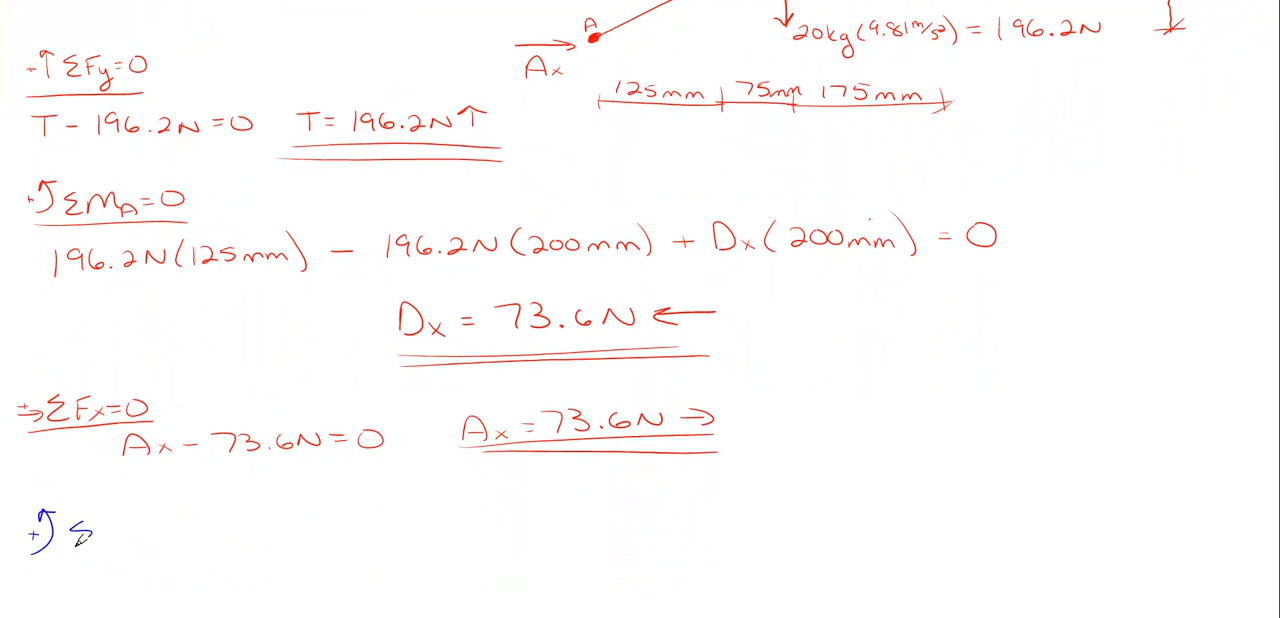 A
20kg(9.81m/s²) = 196.2N
Ax
125mm 75mm 175mm
+↑ ΣFy=0
T - 196.2N=0 T= 196.2N↑
+↺ ΣMA=0
196.2N(125mm) - 196.2N(200mm) + Dx(200mm) = 0
Dx = 73.6N ←
+→ ΣFx=0
Ax - 73.6N=0 Ax = 73.6N →
+↺ Σ